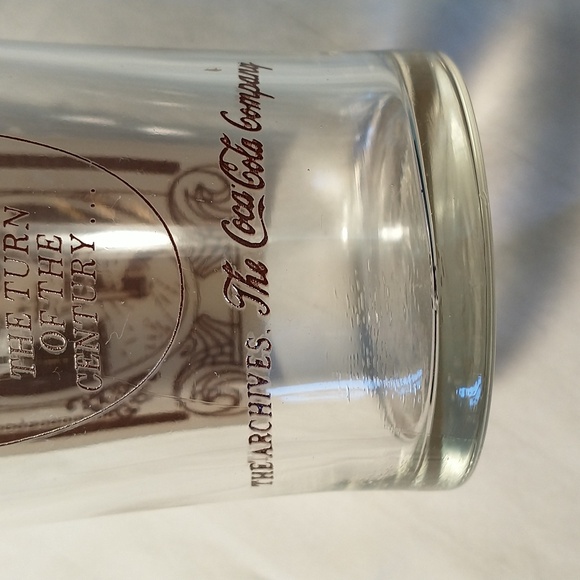 THE TURN
OF THE
CENTURY ...
THE ARCHIVES, The Coca-Cola Company